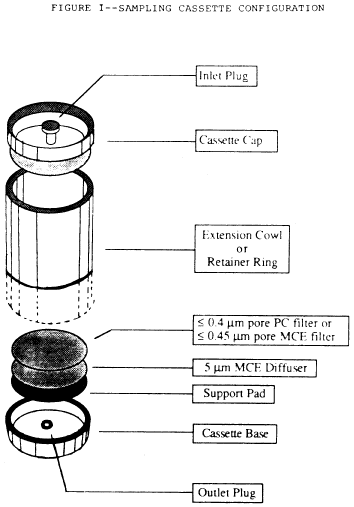 FIGURE I--SAMPLING CASSETTE CONFIGURATION
Inlet Plug
Cassette Cap
Extension Cowl
or
Retainer Ring
≤ 0.4 μm pore PC filter or
≤ 0.45 μm pore MCE filter
5 μm MCE Diffuser
Support Pad
Cassette Base
Outlet Plug